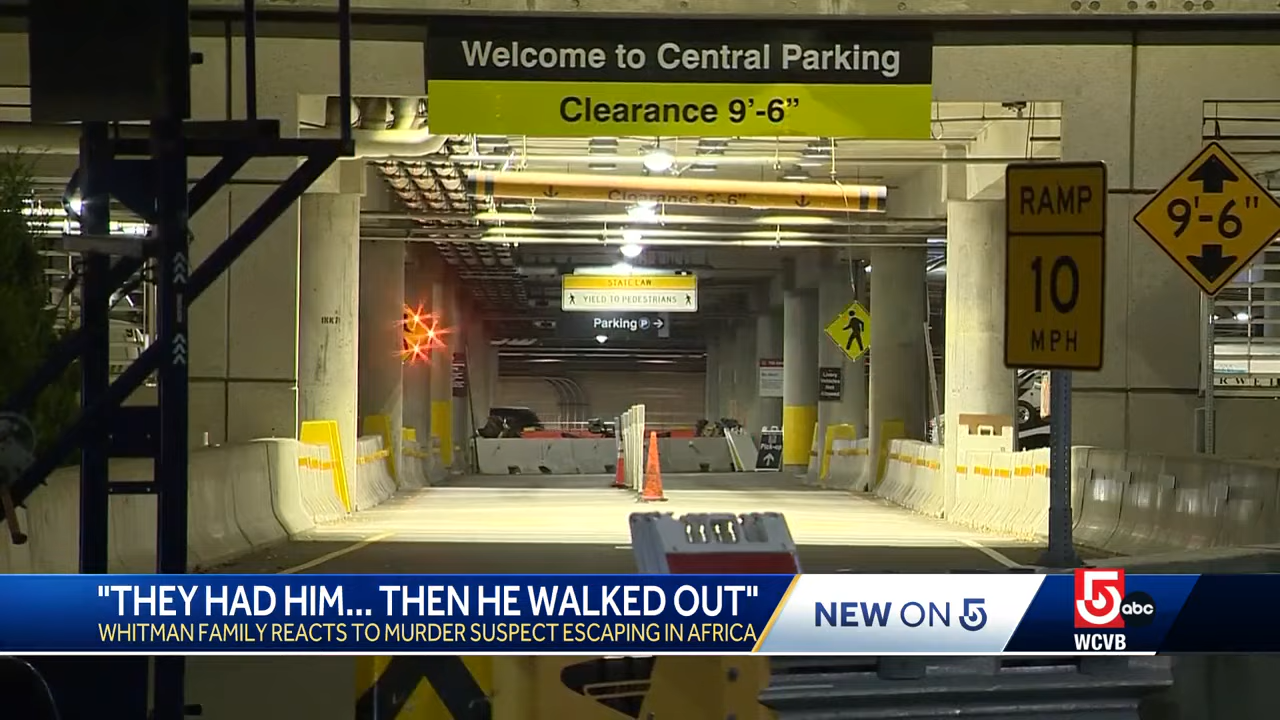 Welcome to Central Parking
Clearance 9'-6"
Clearance 9'-6"
STATE LAW
YIELD TO PEDESTRIANS
Parking P →
RAMP
10
MPH
9'-6"
"THEY HAD HIM... THEN HE WALKED OUT"
WHITMAN FAMILY REACTS TO MURDER SUSPECT ESCAPING IN AFRICA
NEW ON 5
5 abc
WCVB